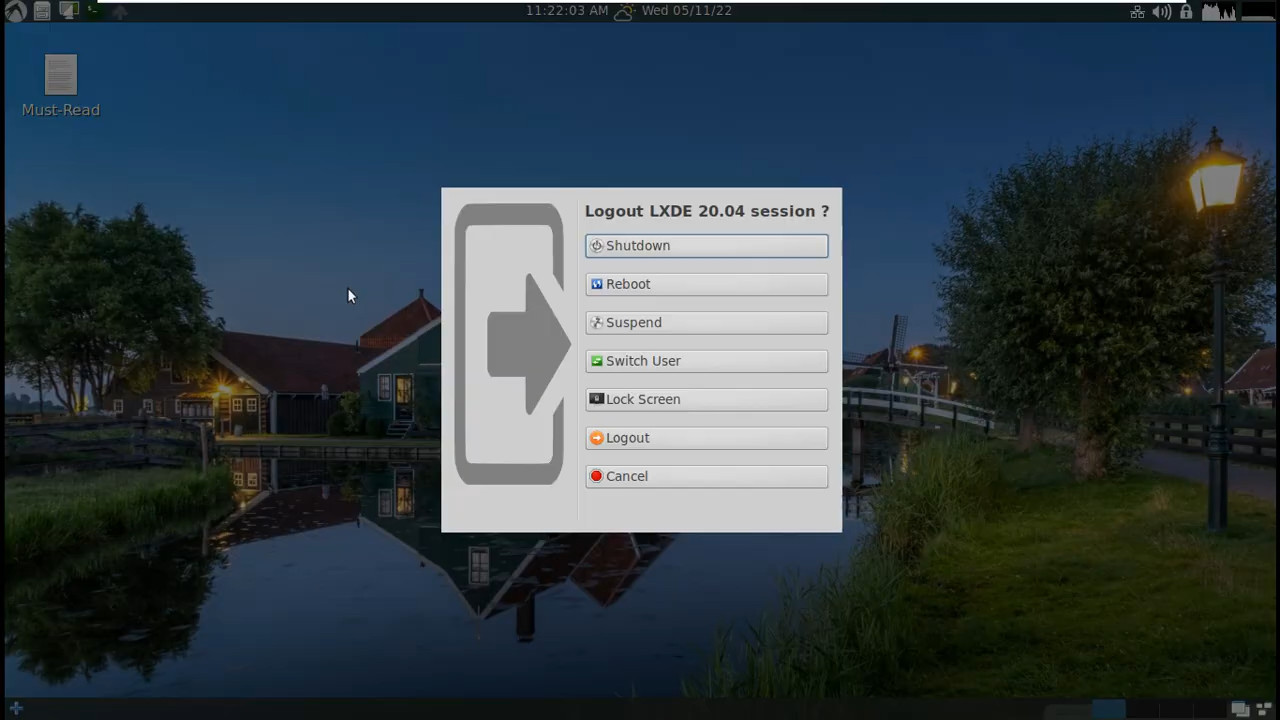 11:22:03 AM Wed 05/11/22
Must-Read
Logout LXDE 20.04 session ?
Shutdown
Reboot
Suspend
Switch User
Lock Screen
Logout
Cancel